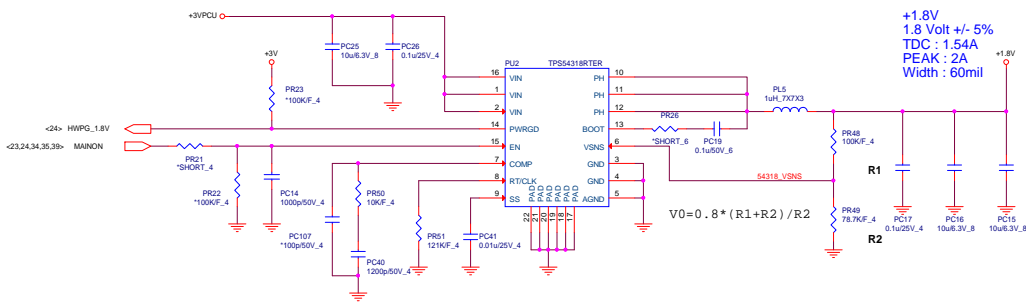 +3VPCU
+1.8V
1.8 Volt +/- 5%
TDC : 1.54A
PEAK : 2A
Width : 60mil
PC25
10u/6.3V_8
PC26
0.1u/25V_4
+3V
+1.8V
PU2
TPS54318RTER
PR23
*100K/F_4
16
VIN
PH
10
1
VIN
PH
11
2
VIN
PH
12
PL5
1uH_7X7X3
<24>
HWPG_1.8V
14
PWRGD
BOOT
13
PR26
*SHORT_6
PC19
0.1u/50V_6
<23,24,34,35,39>
MAINON
15
EN
VSNS
6
PR21
*SHORT_4
7
COMP
GND
3
8
RT/CLK
GND
4
9
SS
AGND
5
PR48
100K/F_4
R1
54318_VSNS
PR22
*100K/F_4
PC14
1000p/50V_4
PR50
10K/F_4
PAD
PAD
PAD
PAD
PAD
PAD
22
21
20
19
18
17
V0=0.8*(R1+R2)/R2
PR49
78.7K/F_4
R2
PC17
0.1u/25V_4
PC16
10u/6.3V_8
PC15
10u/6.3V_8
PC107
*100p/50V_4
PR51
121K/F_4
PC41
0.01u/25V_4
PC40
1200p/50V_4